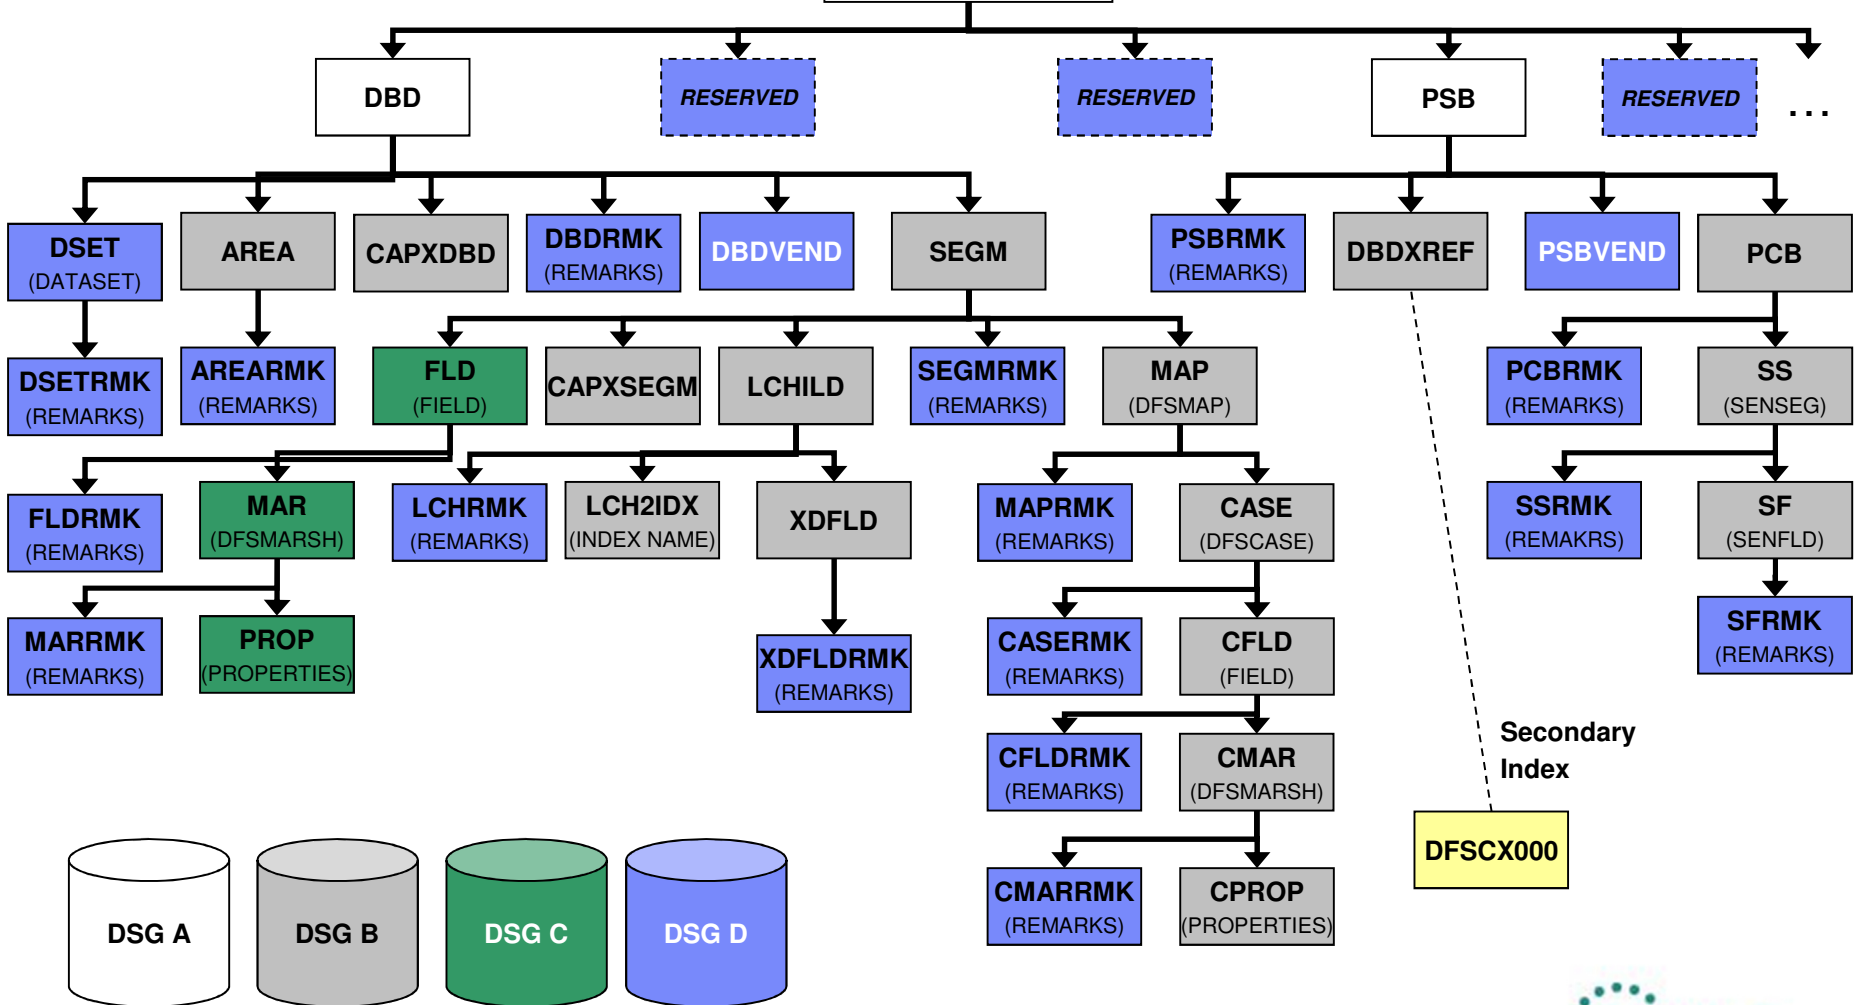 DBD
RESERVED
RESERVED
PSB
RESERVED
...
DSET
(DATASET)
AREA
CAPXDBD
DBDRMK
(REMARKS)
DBDVEND
SEGM
PSBRMK
(REMARKS)
DBDXREF
PSBVEND
PCB
DSETRMK
(REMARKS)
AREARMK
(REMARKS)
FLD
(FIELD)
CAPXSEGM
LCHILD
SEGMRMK
(REMARKS)
MAP
(DFSMAP)
PCBRMK
(REMARKS)
SS
(SENSEG)
FLDRMK
(REMARKS)
MAR
(DFSMARSH)
LCHRMK
(REMARKS)
LCH2IDX
(INDEX NAME)
XDFLD
MAPRMK
(REMARKS)
CASE
(DFSCASE)
SSRMK
(REMAKRS)
SF
(SENFLD)
MARRMK
(REMARKS)
PROP
(PROPERTIES)
XDFLDRMK
(REMARKS)
CASERMK
(REMARKS)
CFLD
(FIELD)
SFRMK
(REMARKS)
CFLDRMK
(REMARKS)
CMAR
(DFSMARSH)
Secondary
Index
DFSCX000
CMARRMK
(REMARKS)
CPROP
(PROPERTIES)
DSG A
DSG B
DSG C
DSG D